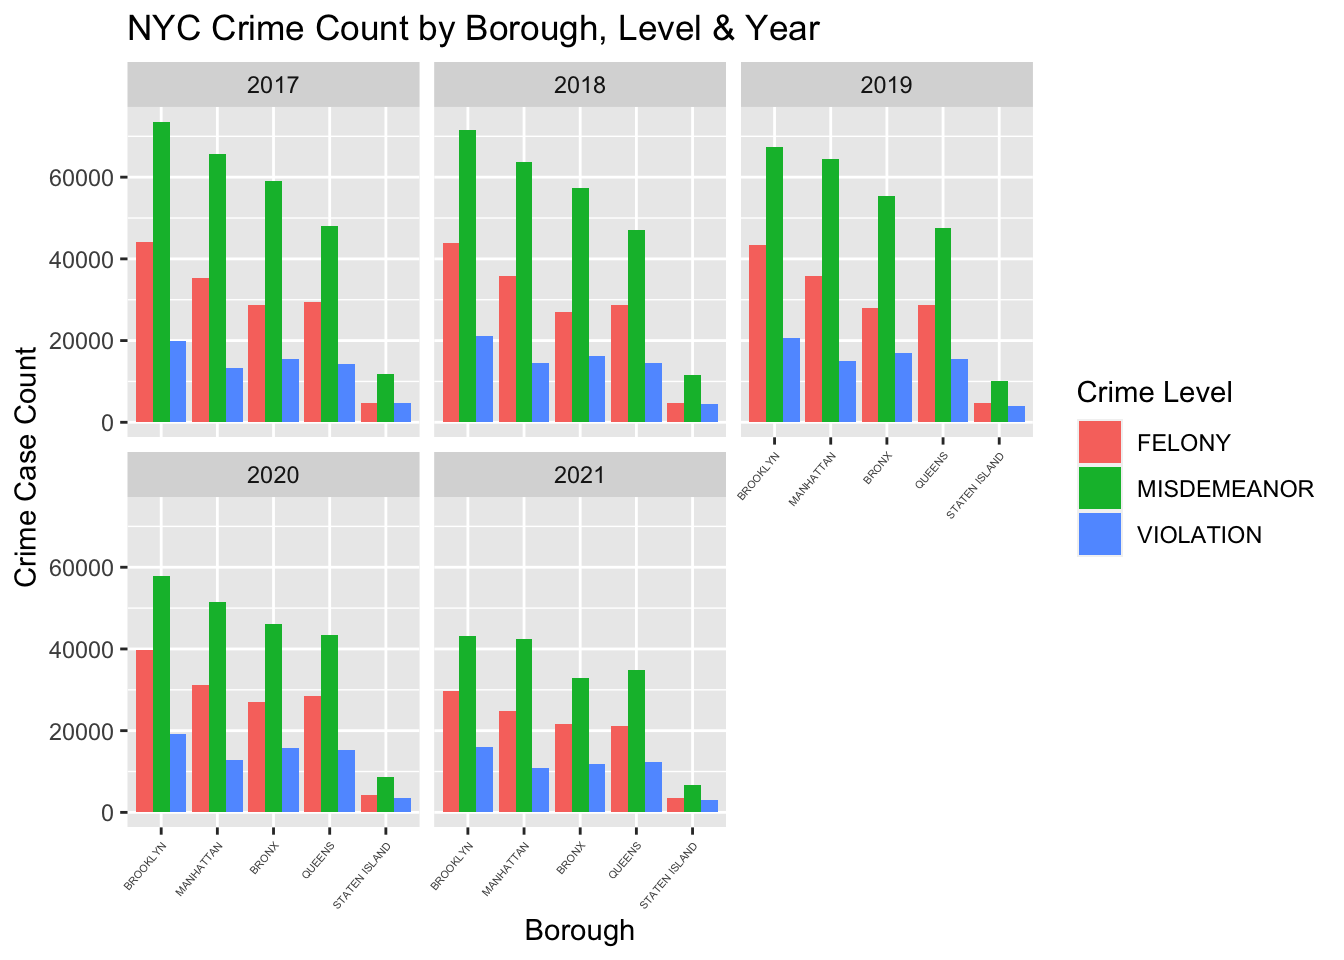 NYC Crime Count by Borough, Level & Year
2017
2018
2019
60000
40000
20000
0
BROOKLYN
MANHATTAN
BRONX
QUEENS
STATEN ISLAND
2020
2021
60000
40000
20000
0
BROOKLYN
MANHATTAN
BRONX
QUEENS
STATEN ISLAND
BROOKLYN
MANHATTAN
BRONX
QUEENS
STATEN ISLAND
Crime Case Count
Borough
Crime Level
FELONY
MISDEMEANOR
VIOLATION